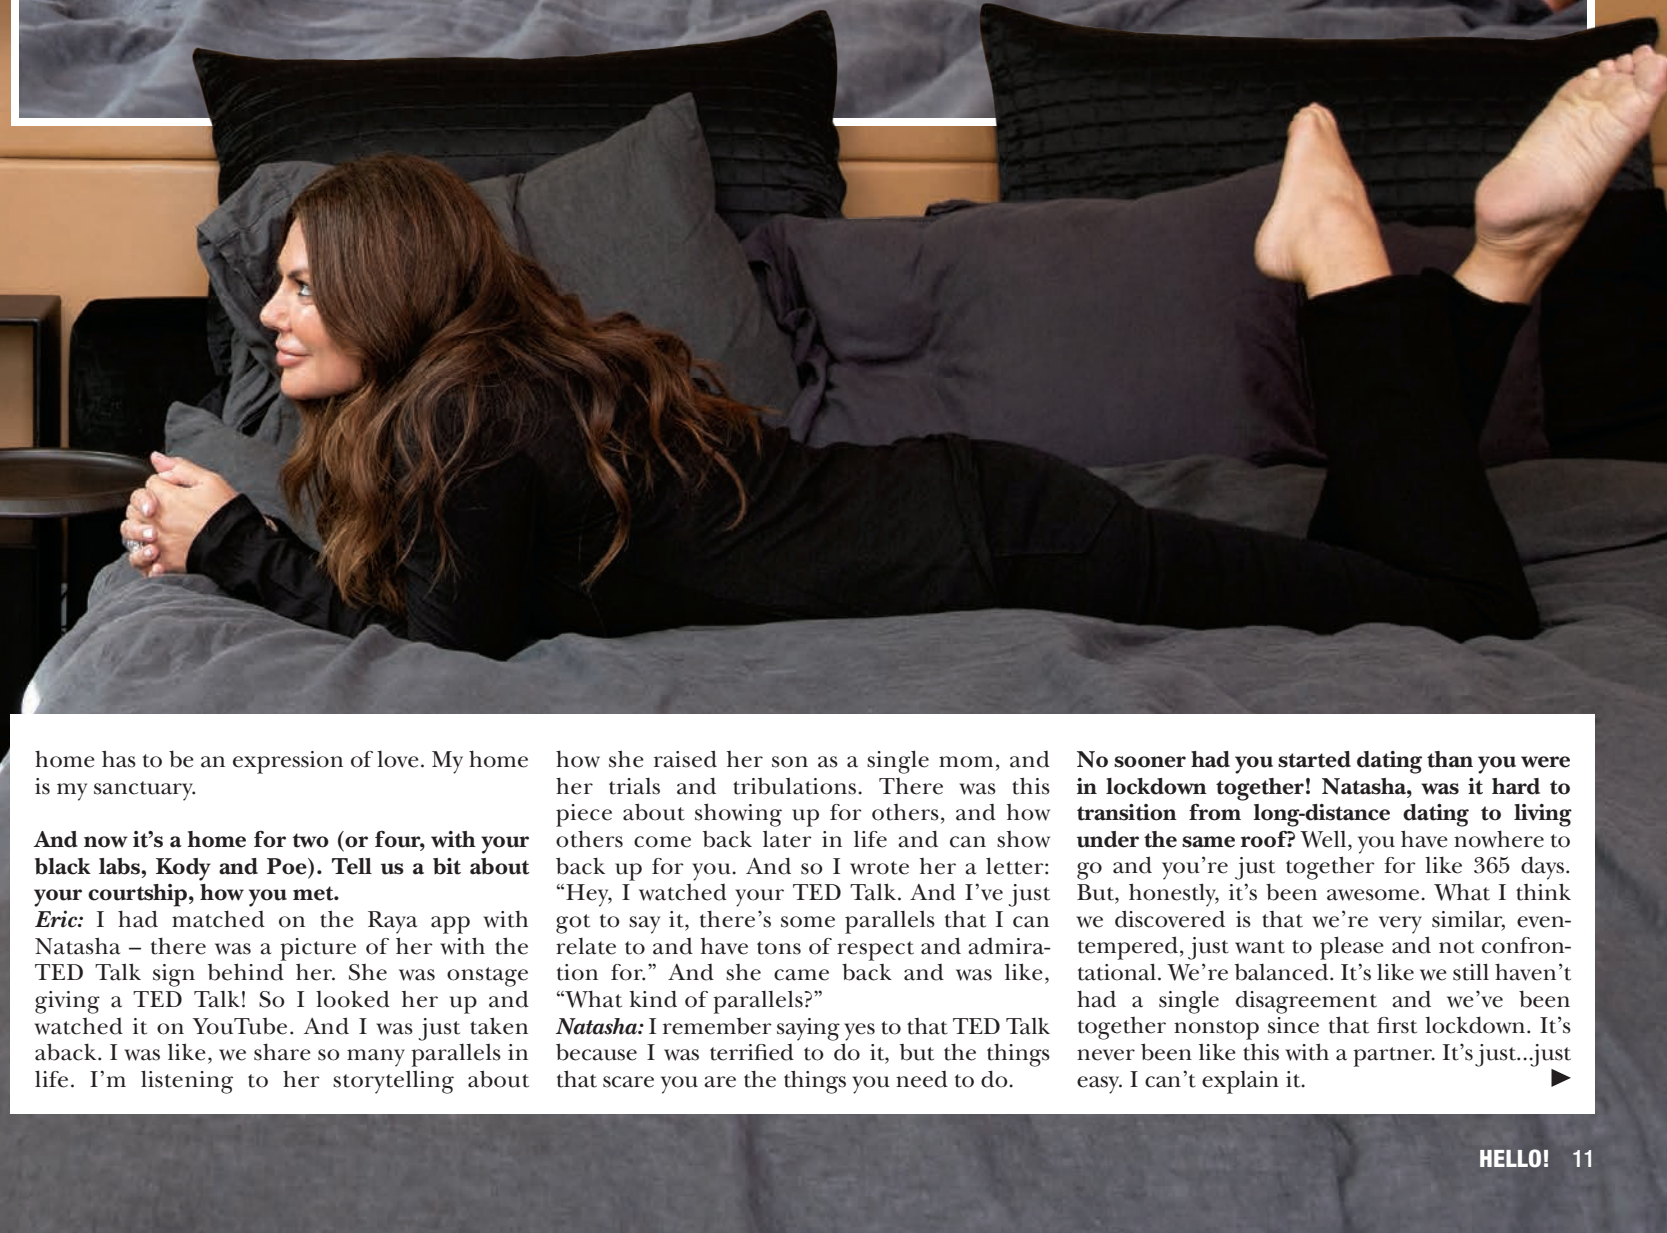 home has to be an expression of love. My home
is my sanctuary.
And now it's a home for two (or four, with your
black labs, Kody and Poe). Tell us a bit about
your courtship, how you met.
Eric: I had matched on the Raya app with
Natasha – there was a picture of her with the
TED Talk sign behind her. She was onstage
giving a TED Talk! So I looked her up and
watched it on YouTube. And I was just taken
aback. I was like, we share so many parallels in
life. I'm listening to her storytelling about
how she raised her son as a single mom, and
her trials and tribulations. There was this
piece about showing up for others, and how
others come back later in life and can show
back up for you. And so I wrote her a letter:
“Hey, I watched your TED Talk. And I've just
got to say it, there's some parallels that I can
relate to and have tons of respect and admira-
tion for.” And she came back and was like,
“What kind of parallels?”
Natasha: I remember saying yes to that TED Talk
because I was terrified to do it, but the things
that scare you are the things you need to do.
No sooner had you started dating than you were
in lockdown together! Natasha, was it hard to
transition from long-distance dating to living
under the same roof? Well, you have nowhere to
go and you're just together for like 365 days.
But, honestly, it's been awesome. What I think
we discovered is that we're very similar, even-
tempered, just want to please and not confron-
tational. We're balanced. It's like we still haven't
had a single disagreement and we've been
together nonstop since that first lockdown. It's
never been like this with a partner. It's just...just
easy. I can't explain it.
HELLO! 11